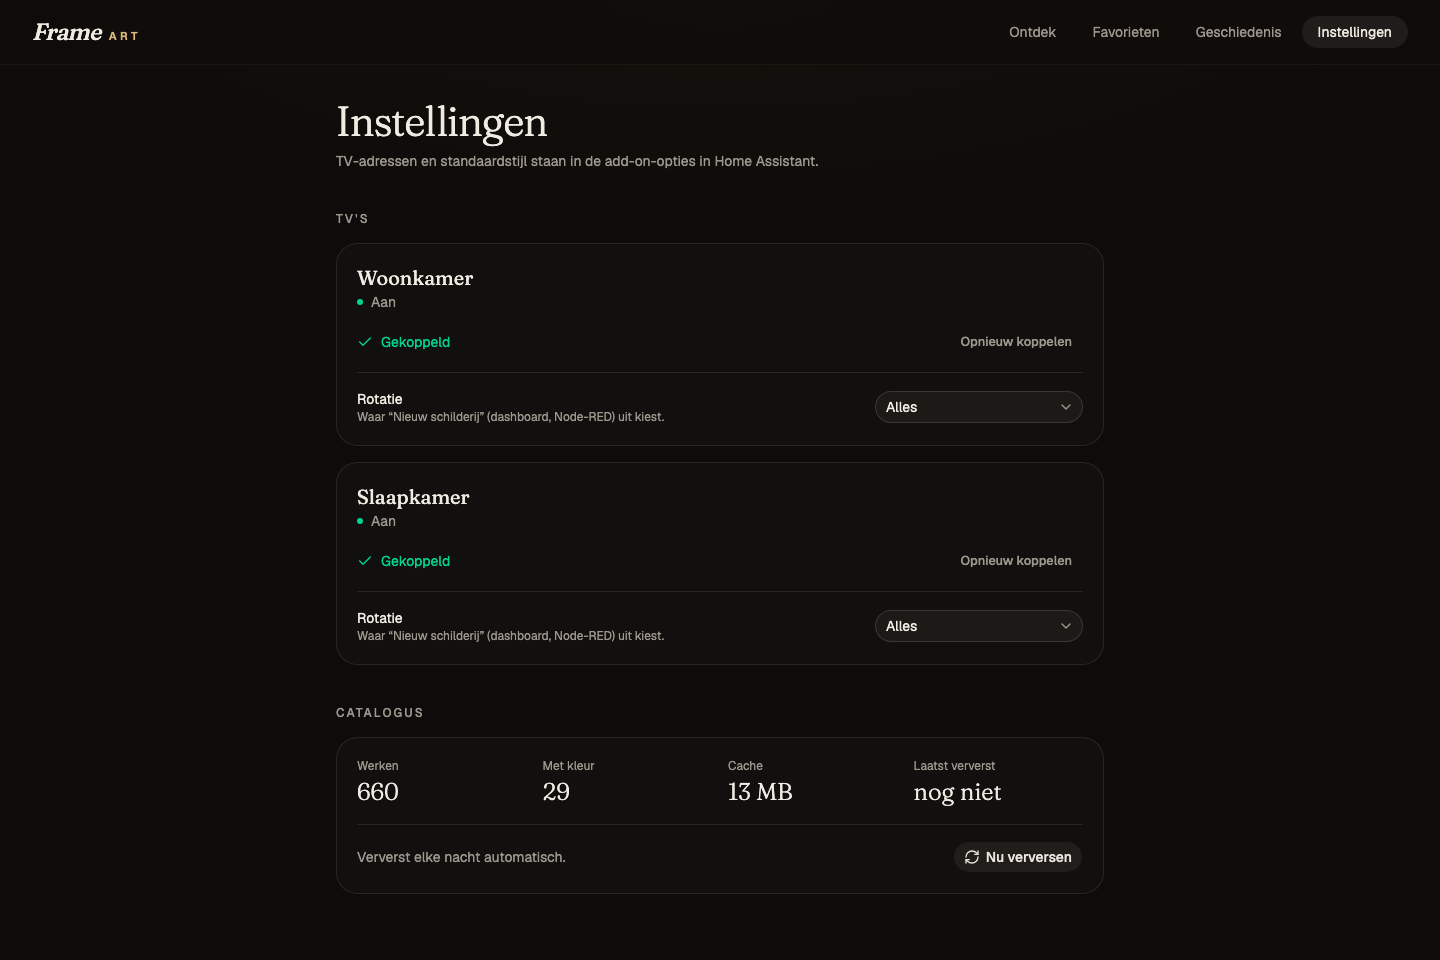 Frame ART
Ontdek
Favorieten
Geschiedenis
Instellingen
Instellingen
TV-adressen en standaardstijl staan in de add-on-opties in Home Assistant.
TV'S
Woonkamer
Aan
Gekoppeld
Opnieuw koppelen
Rotatie
Waar “Nieuw schilderij” (dashboard, Node-RED) uit kiest.
Alles
Slaapkamer
Aan
Gekoppeld
Opnieuw koppelen
Rotatie
Waar “Nieuw schilderij” (dashboard, Node-RED) uit kiest.
Alles
CATALOGUS
Werken
660
Met kleur
29
Cache
13 MB
Laatst ververst
nog niet
Ververst elke nacht automatisch.
Nu verversen